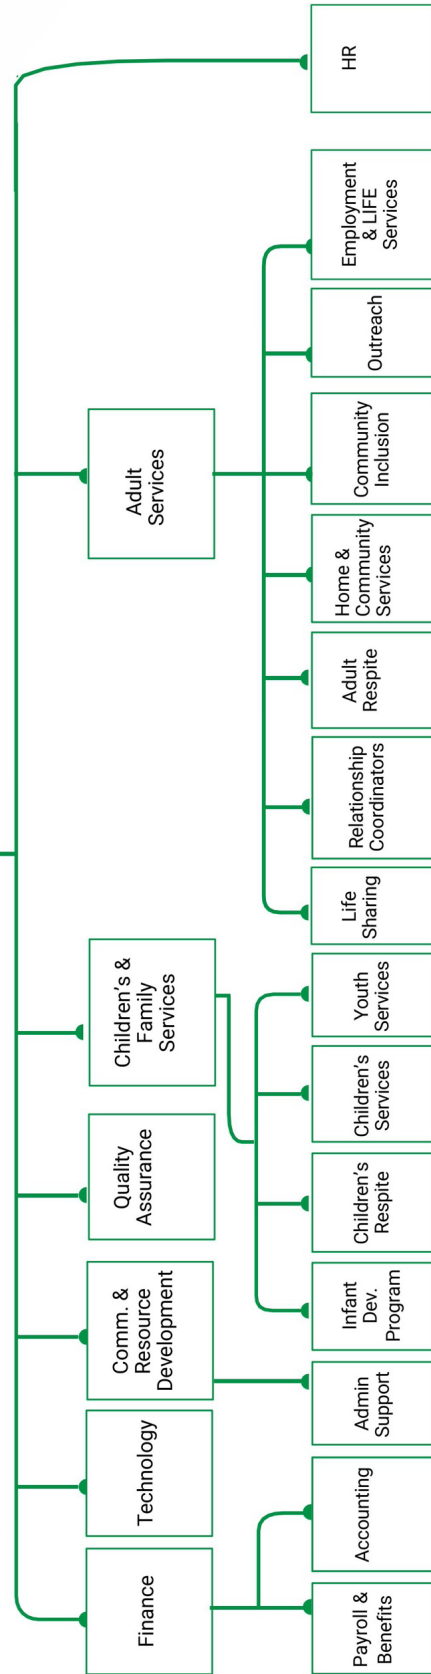 Finance
Technology
Comm. &
Resource
Development
Quality
Assurance
Children's &
Family
Services
Adult
Services
Payroll &
Benefits
Accounting
Admin
Support
Infant
Dev.
Program
Children's
Respite
Children's
Services
Youth
Services
Life
Sharing
Relationship
Coordinators
Adult
Respite
Home &
Community
Services
Community
Inclusion
Outreach
Employment
& LIFE
Services
HR